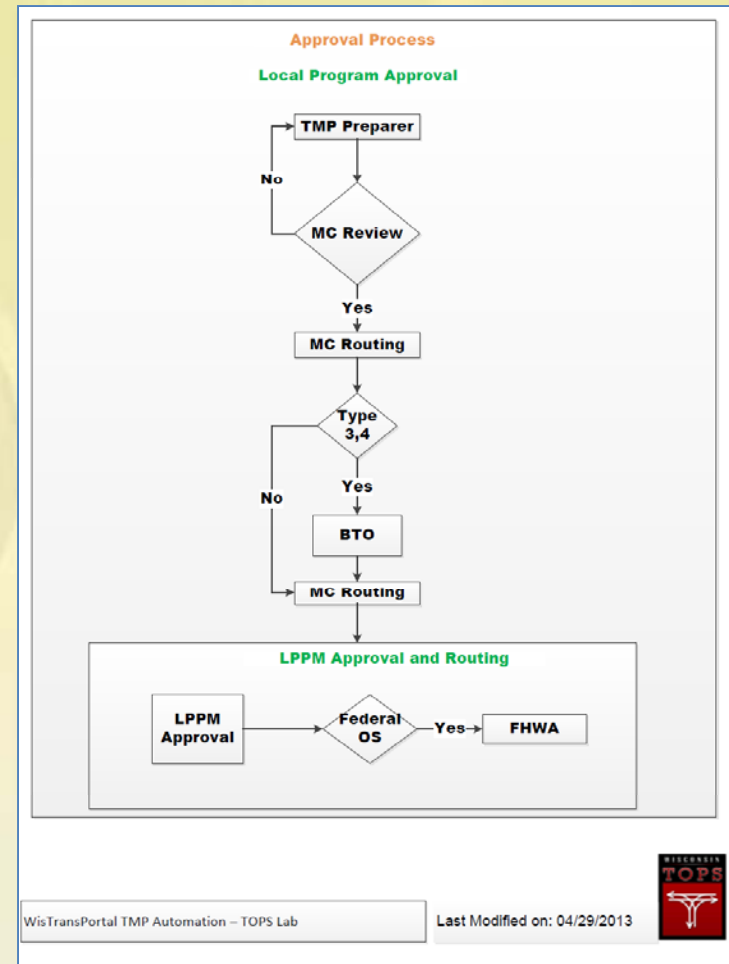 Approval Process
Local Program Approval
TMP Preparer
No
MC Review
Yes
MC Routing
Type
3,4
Yes
No
BTO
MC Routing
LPPM Approval and Routing
LPPM
Approval
Federal
OS
Yes
FHWA
WISCONSIN
TOPS
WisTransPortal TMP Automation – TOPS Lab
Last Modified on: 04/29/2013